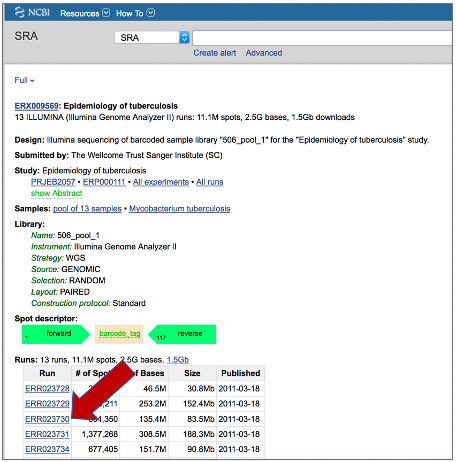 NCBI Resources How To
SRA SRA
Create alert Advanced
Full
ERX009569: Epidemiology of tuberculosis
13 ILLUMINA (Illumina Genome Analyzer II) runs: 11.1M spots, 2.5G bases, 1.5Gb downloads
Design: Illumina sequencing of barcoded sample library "506_pool_1" for the "Epidemiology of tuberculosis" study.
Submitted by: The Wellcome Trust Sanger Institute (SC)
Study: Epidemiology of tuberculosis
PRJEB2057 • ERP000111 • All experiments • All runs
show Abstract
Samples: pool of 13 samples • Mycobacterium tuberculosis
Library:
Name: 506_pool_1
Instrument: Illumina Genome Analyzer II
Strategy: WGS
Source: GENOMIC
Selection: RANDOM
Layout: PAIRED
Construction protocol: Standard
Spot descriptor:
forward barcode_tag 117 reverse
Runs: 13 runs, 11.1M spots, 2.5G bases, 1.5Gb
Run # of Spots of Bases Size Published
ERR023728 46.5M 30.8Mb 2011-03-18
ERR023729 ,211 253.2M 152.4Mb 2011-03-18
ERR023730 4,350 135.4M 83.5Mb 2011-03-18
ERR023731 1,377,268 308.5M 188.3Mb 2011-03-18
ERR023734 677,405 151.7M 90.8Mb 2011-03-18